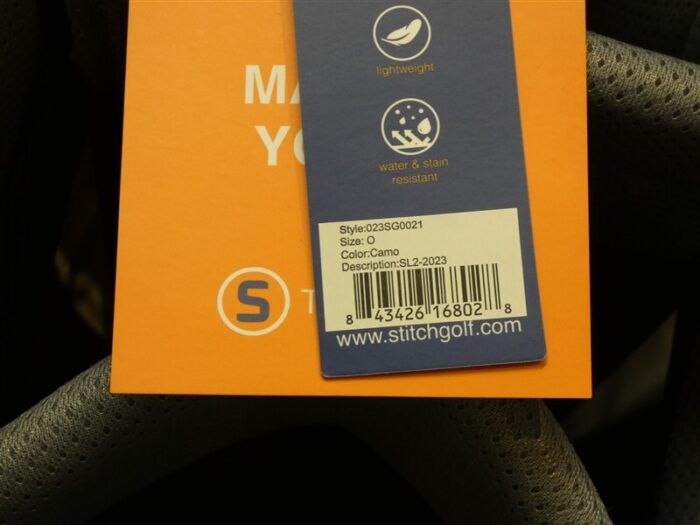 lightweight
water & stain
resistant
MA
YO
Style:023SG0021
Size: O
Color:Camo
Description:SL2-2023
8 43426 16802 8
www.stitchgolf.com
S T